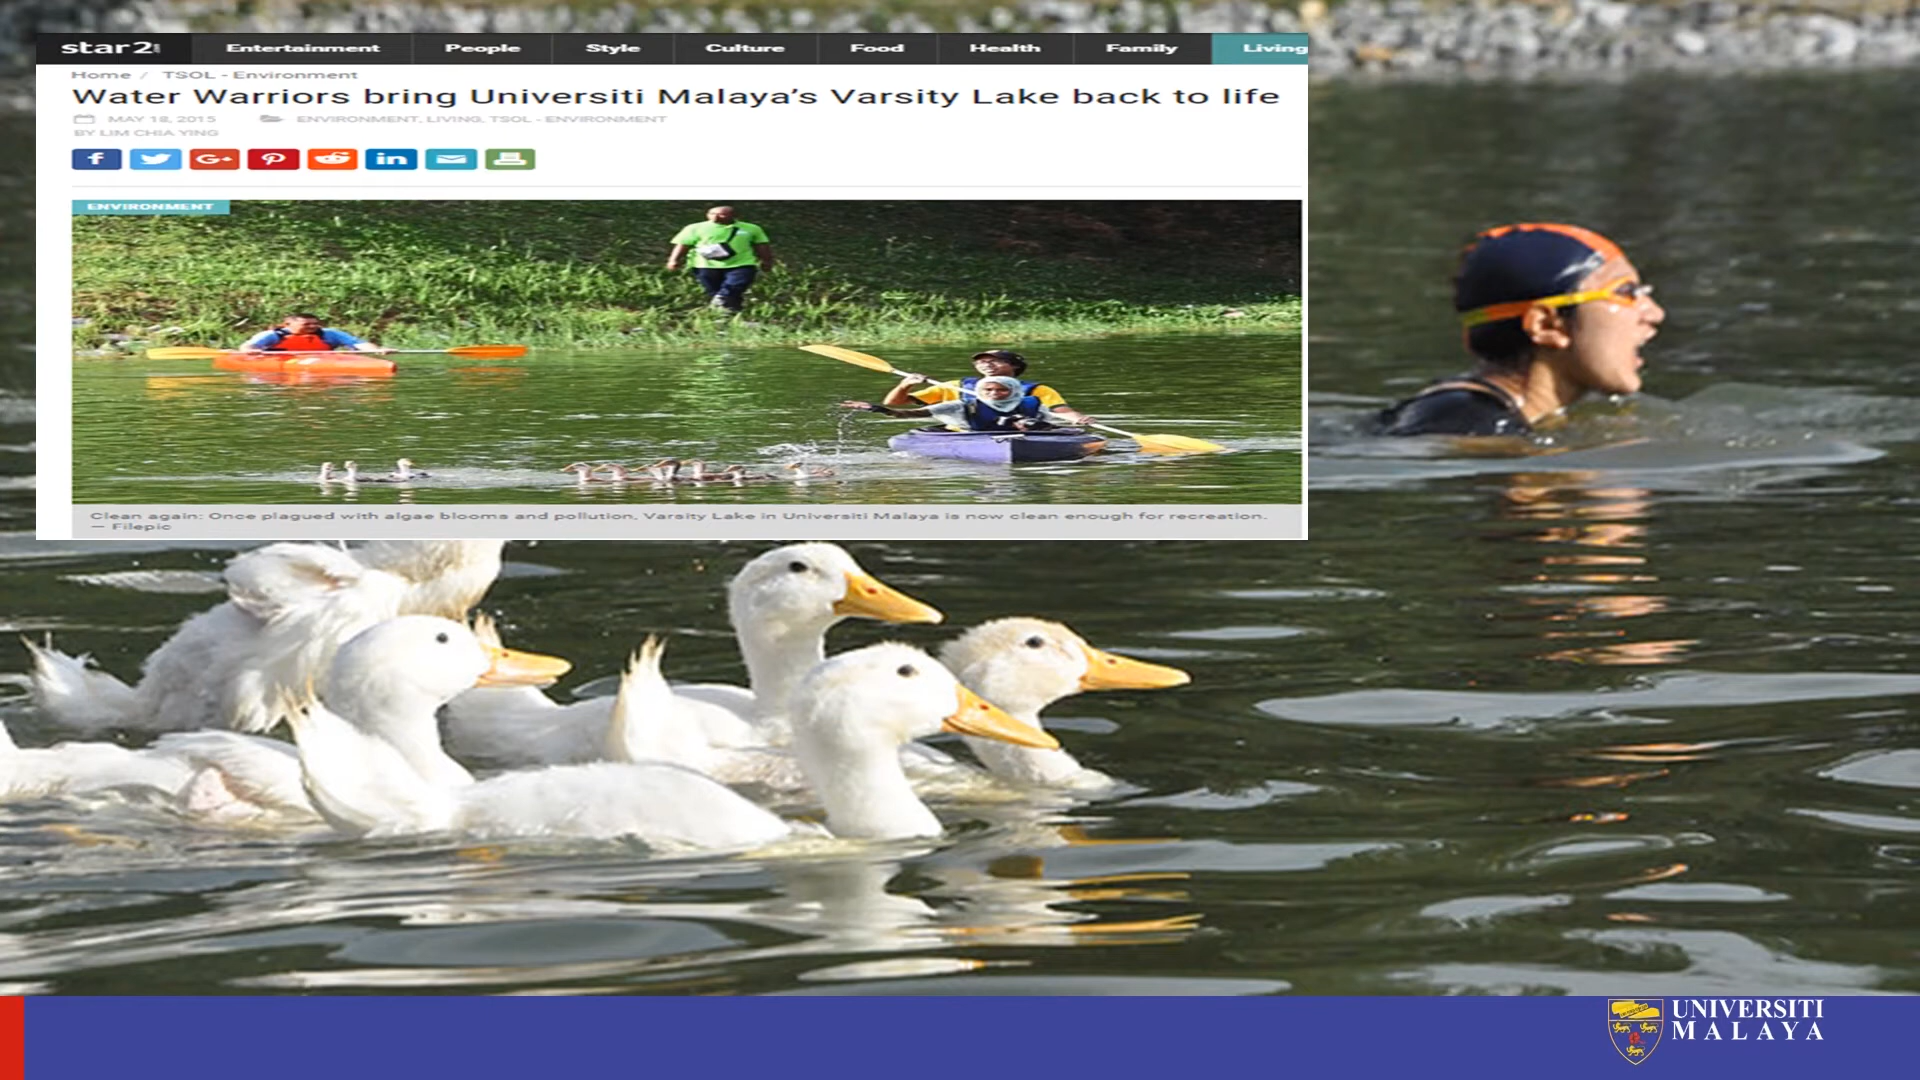 star2
Entertainment People Style Culture Food Health Family Living
Home / TSOL - Environment
Water Warriors bring Universiti Malaya's Varsity Lake back to life
MAY 18, 2015 ENVIRONMENT, LIVING, TSOL - ENVIRONMENT
BY LIM CHIA YING
f G+ in
ENVIRONMENT
Clean again: Once plagued with algae blooms and pollution, Varsity Lake in Universiti Malaya is now clean enough for recreation.
— Filepic
UNIVERSITI
MALAYA